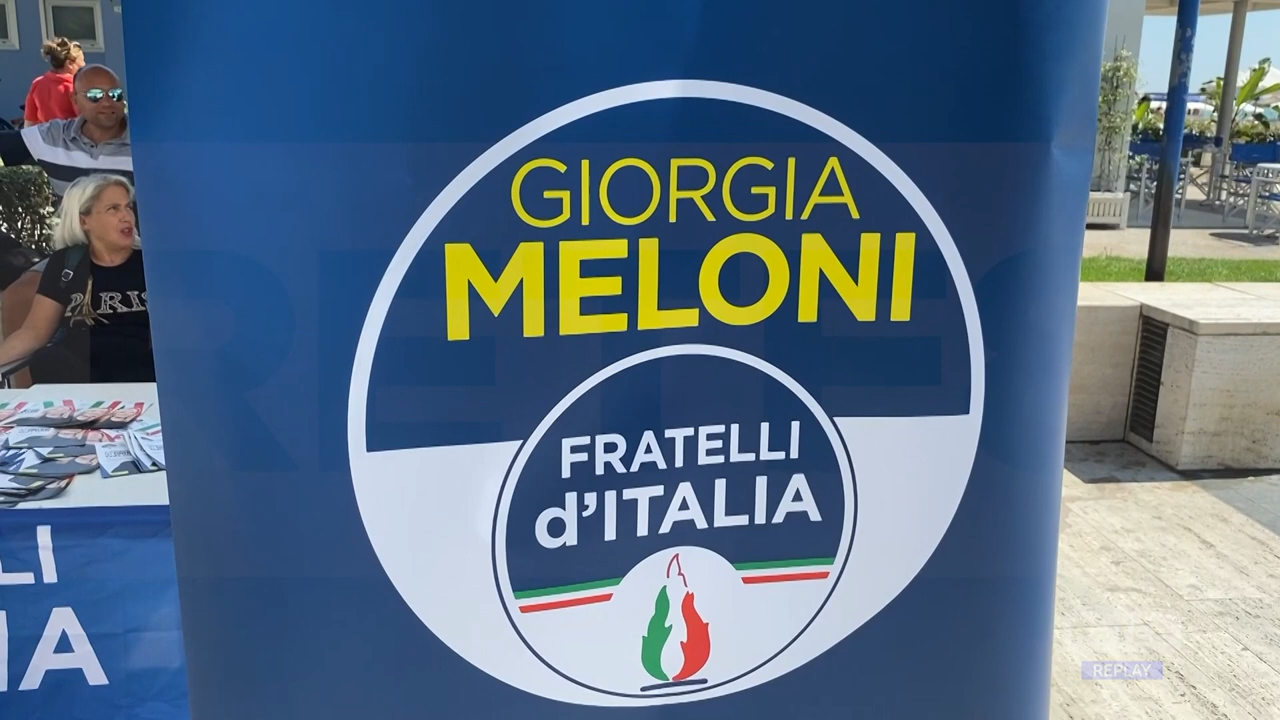 GIORGIA
MELONI
FRATELLI
d'ITALIA
PARIS
LI
IA
REPLAY